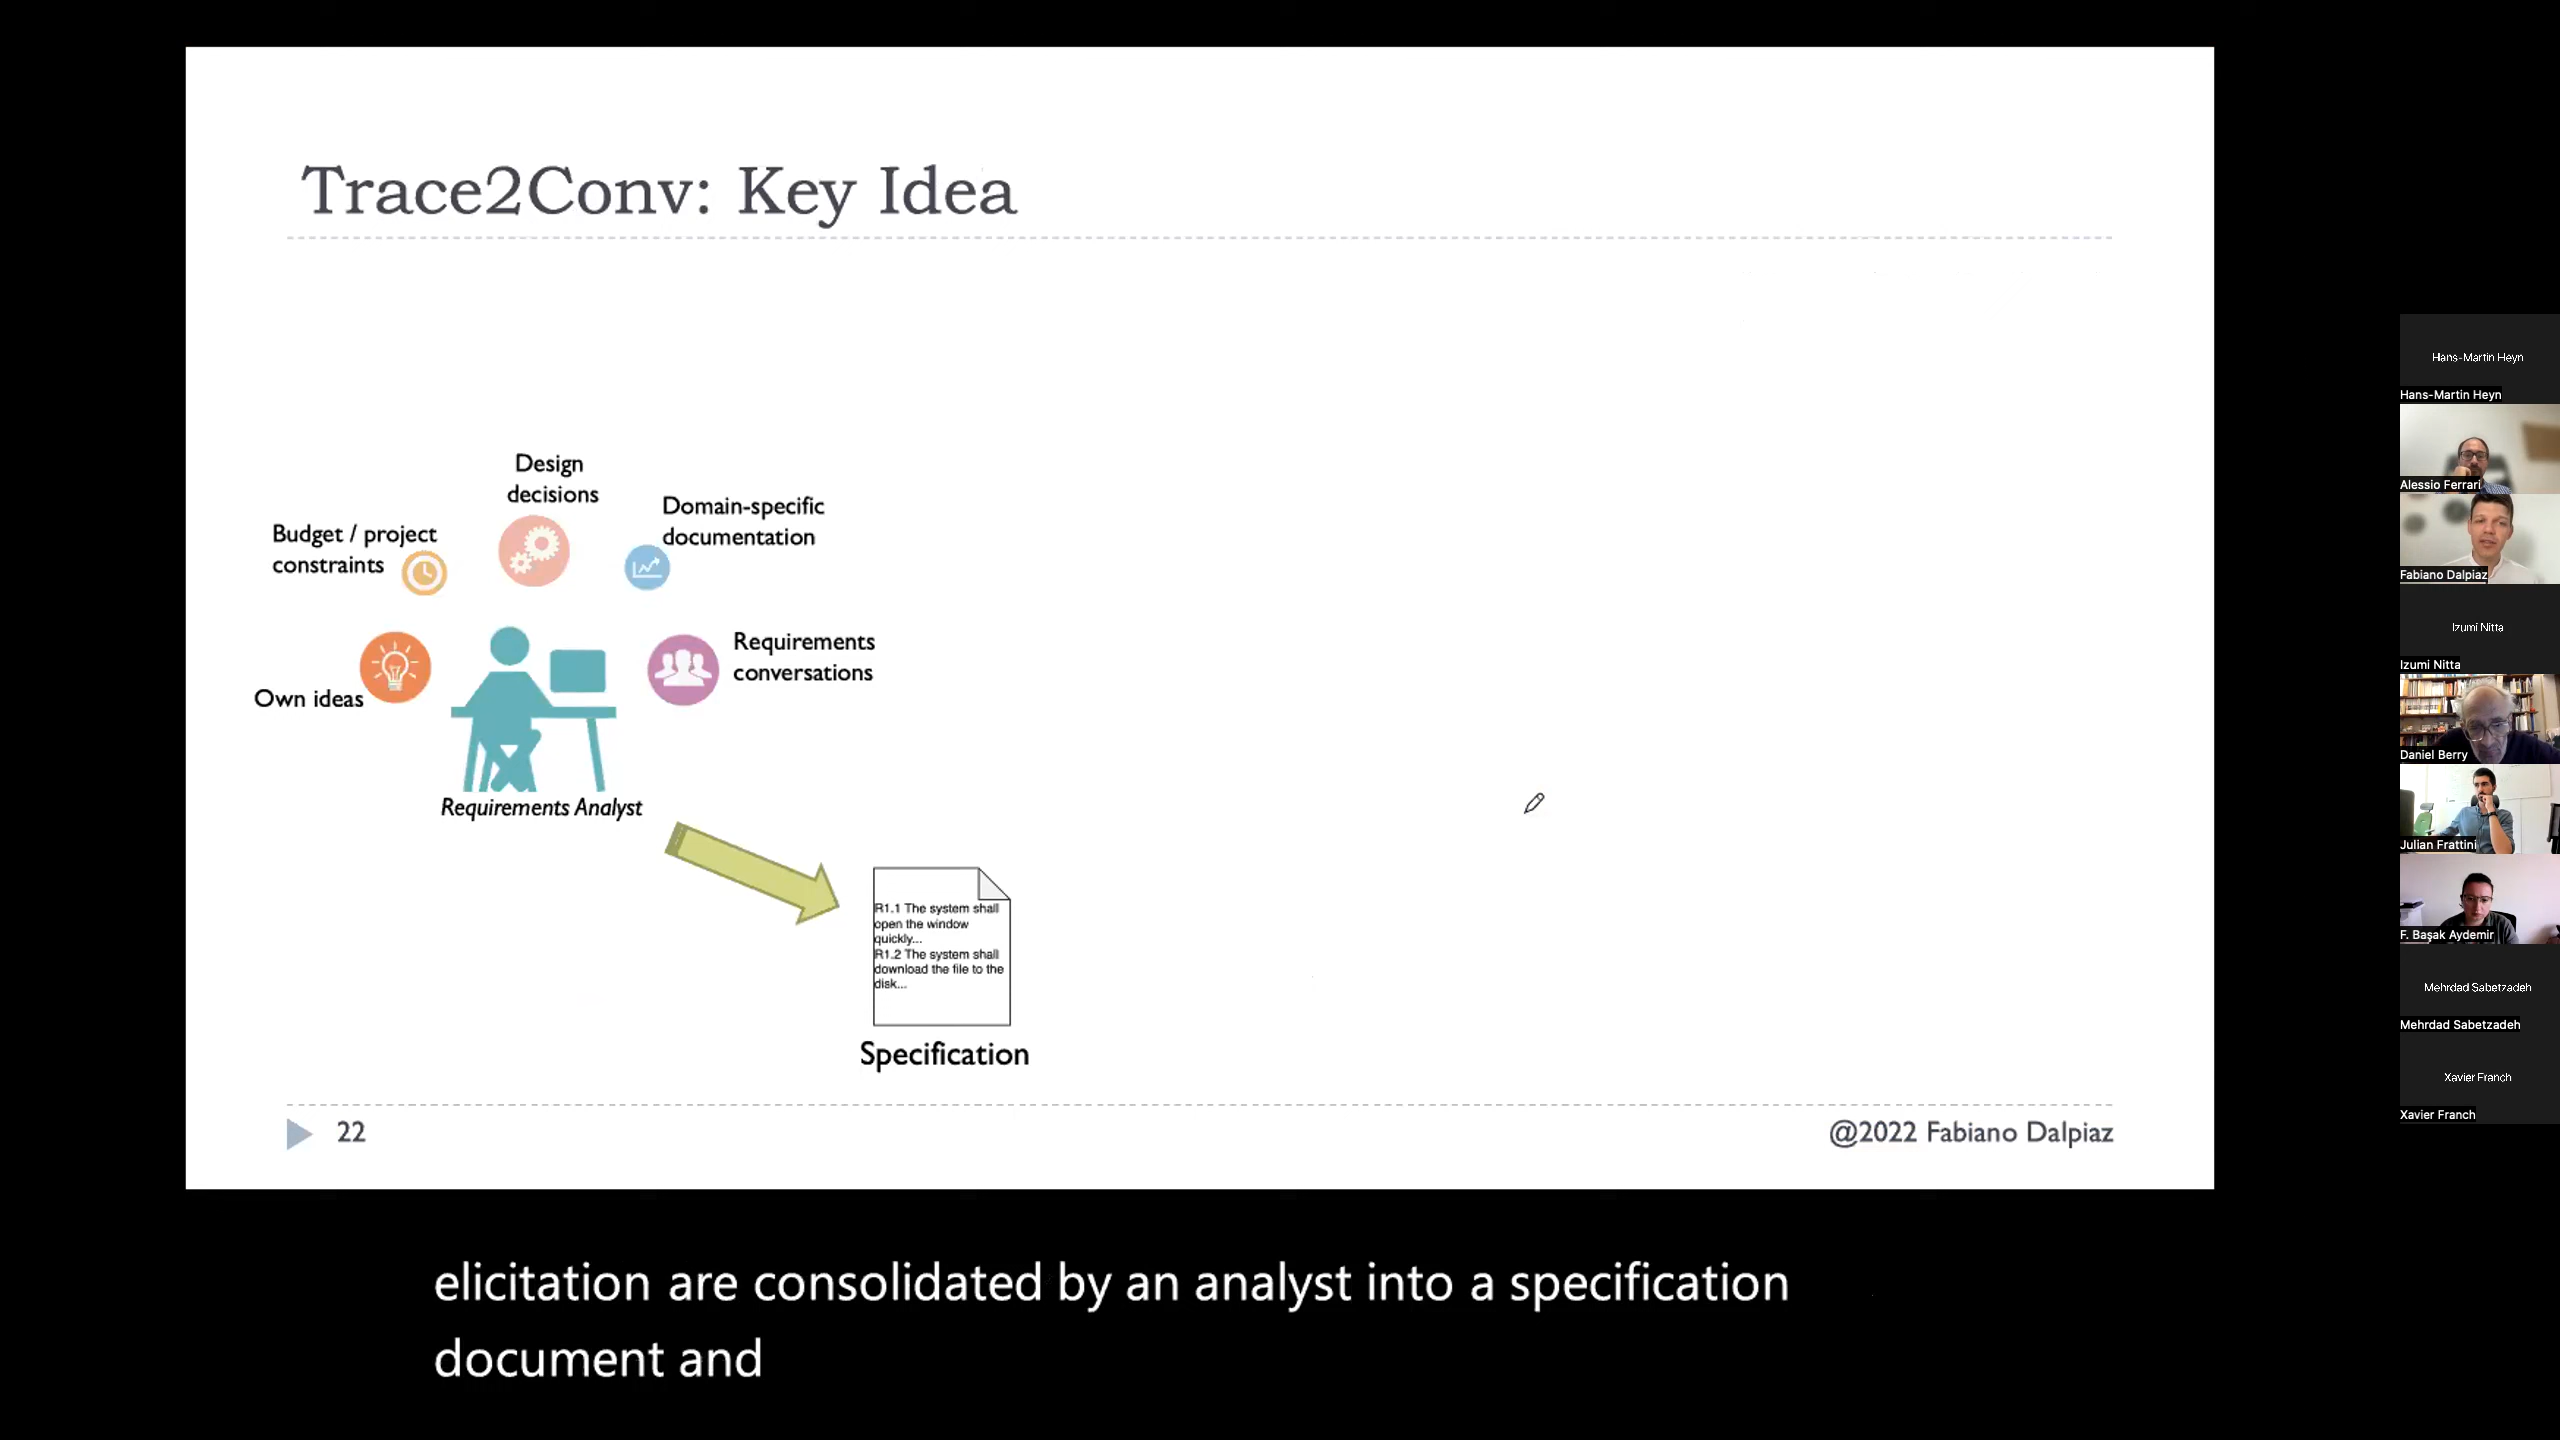 Trace2Conv: Key Idea
Design
decisions
Domain-specific
documentation
Budget / project
constraints
Requirements
conversations
Own ideas
Requirements Analyst
R1.1 The system shall
open the window
quickly...
R1.2 The system shall
download the file to the
disk...
Specification
22
@2022 Fabiano Dalpiaz
Hans-Martin Heyn
Hans-Martin Heyn
Alessio Ferrari
Fabiano Dalpiaz
Izumi Nitta
Izumi Nitta
Daniel Berry
Julian Frattini
F. Başak Aydemir
Mehrdad Sabetzadeh
Mehrdad Sabetzadeh
Xavier Franch
Xavier Franch
elicitation are consolidated by an analyst into a specification
document and